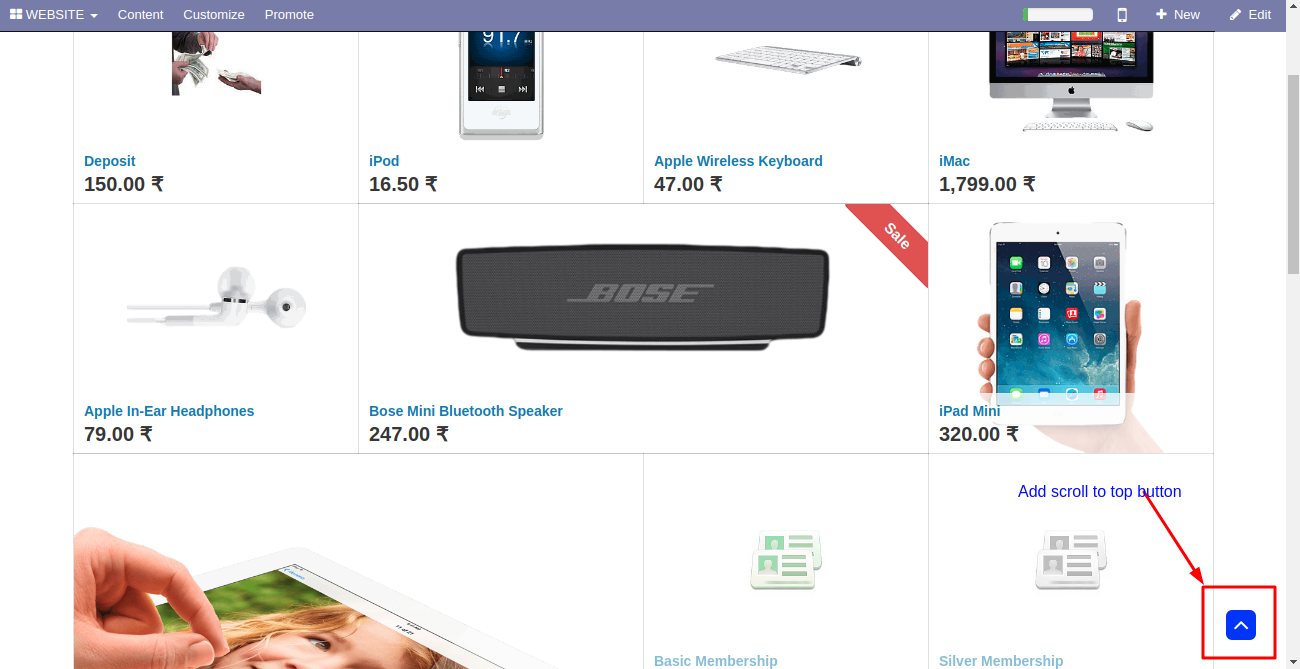 WEBSITE Content Customize Promote New Edit
91.7
Deposit
150.00 ₹
iPod
16.50 ₹
Apple Wireless Keyboard
47.00 ₹
iMac
1,799.00 ₹
Sale
BOSE
Apple In-Ear Headphones
79.00 ₹
Bose Mini Bluetooth Speaker
247.00 ₹
iPad Mini
320.00 ₹
Add scroll to top button
Basic Membership
Silver Membership